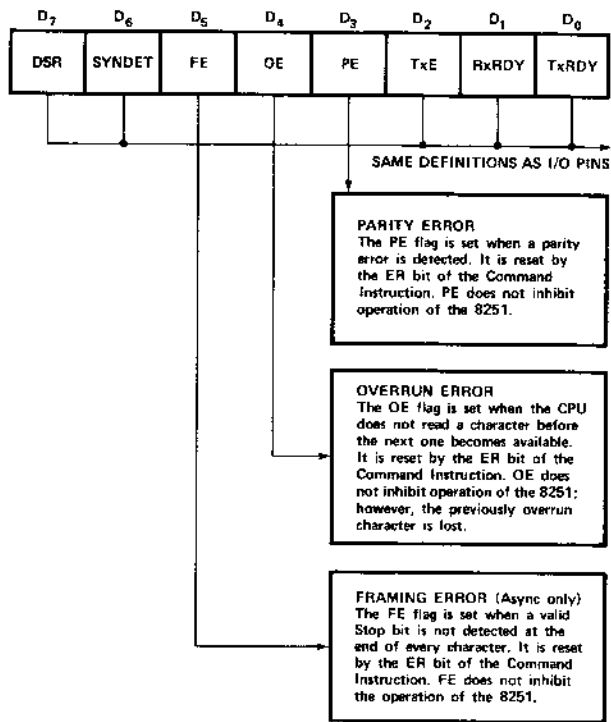 D7 D6 D5 D4 D3 D2 D1 D0
DSR SYNDET FE OE PE TxE RxRDY TxRDY
SAME DEFINITIONS AS I/O PINS
PARITY ERROR
The PE flag is set when a parity
error is detected. It is reset by
the ER bit of the Command
Instruction. PE does not inhibit
operation of the 8251.
OVERRUN ERROR
The OE flag is set when the CPU
does not read a character before
the next one becomes available.
It is reset by the ER bit of the
Command Instruction. OE does
not inhibit operation of the 8251;
however, the previously overrun
character is lost.
FRAMING ERROR (Async only)
The FE flag is set when a valid
Stop bit is not detected at the
end of every character. It is reset
by the ER bit of the Command
Instruction. FE does not inhibit
the operation of the 8251.